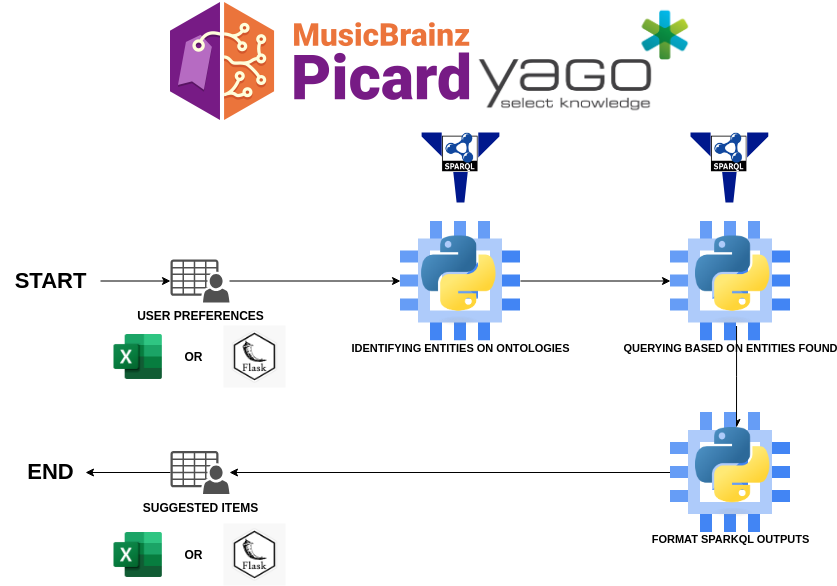 MusicBrainz
Picard
yago
select knowledge
SPARQL
SPARQL
START
USER PREFERENCES
IDENTIFYING ENTITIES ON ONTOLOGIES
QUERYING BASED ON ENTITIES FOUND
X
OR
Flask
END
SUGGESTED ITEMS
FORMAT SPARKQL OUTPUTS
X
OR
Flask